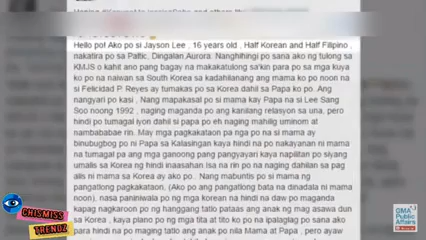 Hello po! Ako po si Jayson Lee , 16 years old , Half Korean and Half Filipino ,
nakatira po sa Paltic, Dingalan,Aurora. Nanghihingi po sana ako ng tulong sa
KMJS o kahit ano pang bagay na makakatulong sa'kin para po sa mga kuya
ko po na naiwan sa South Korea sa kadahilanang ang mama ko po noon na
si Felicidad P. Reyes ay tumakas po sa Korea dahil sa Papa ko po. Ang
nangyari po kasi , Nang mapakasal po si mama kay Papa na si Lee Sang
Soo noong 1992 , naging maganda po ang kanilang relasyon sa una, pero
hindi po tumagal iyon dahil si papa po eh naging mahilig uminom at
nambababae rin po. May mga pagkakataon pa nga po na si mama ay
binubugbog po ni Papa sa Kalasingan kaya hindi na po nakayanan ni mama
na tumagal pa ang mga ganoong pang pangyayari kaya napilitan po siyang
umalis sa Korea ng hindi inaasahan isa na rin po na naging dahilan sa pag
alis ni mama sa Korea ay ako po. Nang mabuntis po si mama ng
pangatlong pagkakataon. (Ako po ang pangatlong bata na dinadala ni mama
noon), nasa paniniwala po ng mga korean na hindi na daw po maganda
kapag nagkaroon po ng hanggang tatlo pataas ang anak ng mag asawa dun
sa Korea , kaya plano po ng mga tita at tito ko po na ipalaglag po sana ako
para hindi na po maging tatlo ang anak po nila Mama at Papa , pero ayaw
CHISMISS
TRENDZ
GMA
Public
Affairs